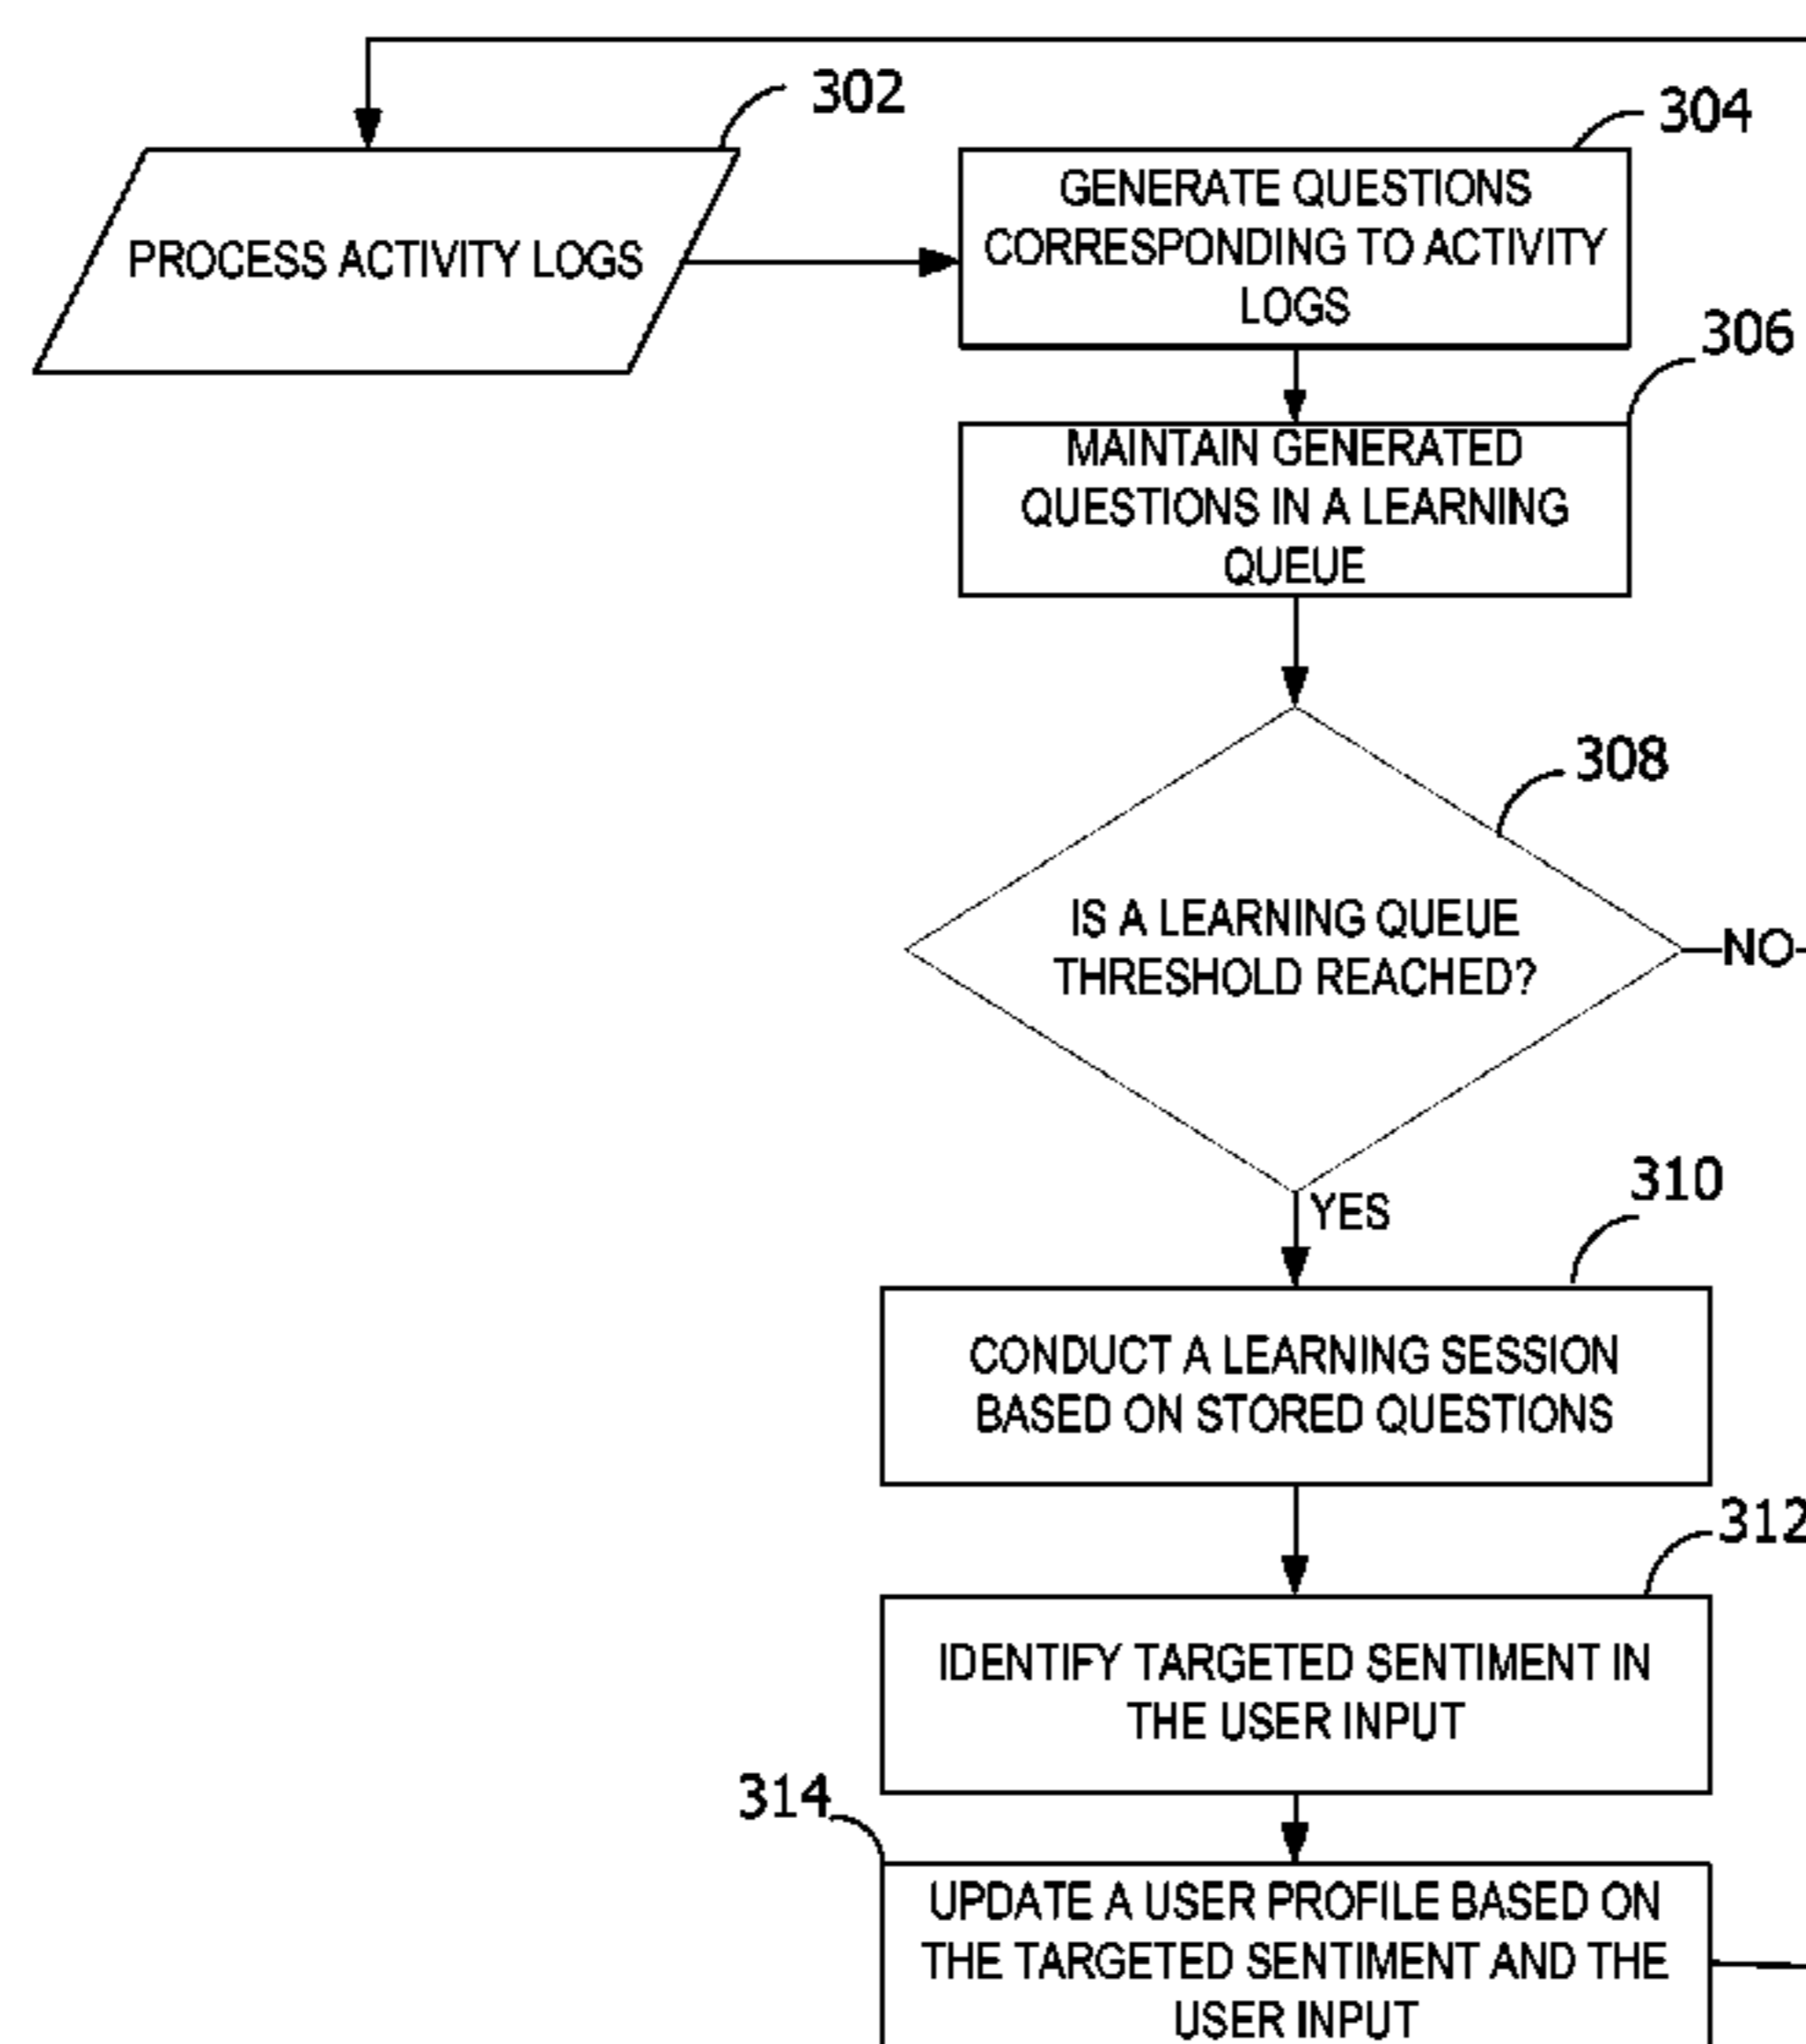 302
PROCESS ACTIVITY LOGS
304
GENERATE QUESTIONS
CORRESPONDING TO ACTIVITY
LOGS
306
MAINTAIN GENERATED
QUESTIONS IN A LEARNING
QUEUE
308
IS A LEARNING QUEUE
THRESHOLD REACHED?
NO
YES
310
CONDUCT A LEARNING SESSION
BASED ON STORED QUESTIONS
312
IDENTIFY TARGETED SENTIMENT IN
THE USER INPUT
314
UPDATE A USER PROFILE BASED ON
THE TARGETED SENTIMENT AND THE
USER INPUT